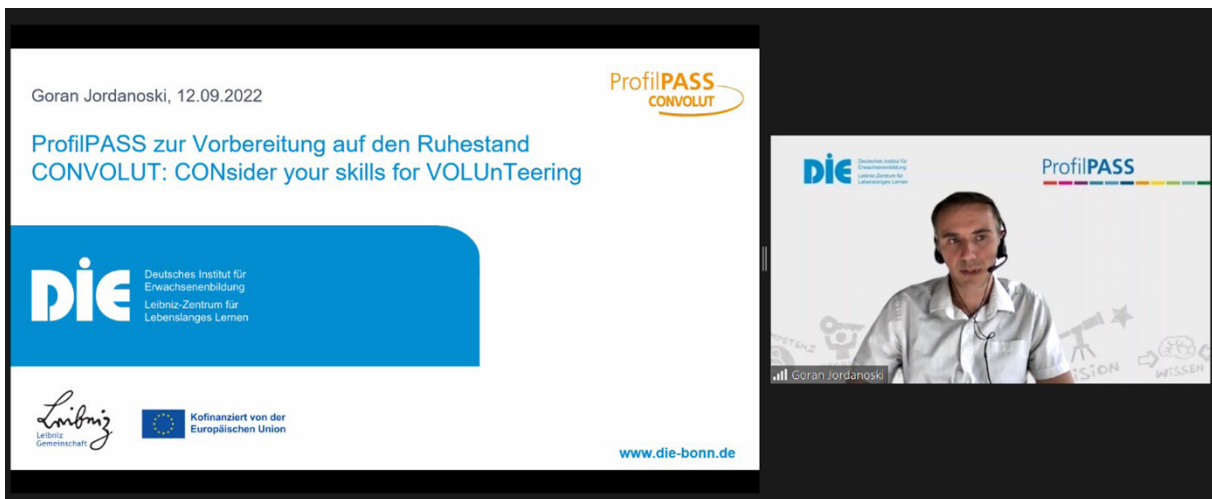 Goran Jordanoski, 12.09.2022
ProfilPASS
CONVOLUT
ProfilPASS zur Vorbereitung auf den Ruhestand
CONVOLUT: CONsider your skills for VOLUnTeering
DIE
Deutsches Institut für
Erwachsenenbildung
Leibniz-Zentrum für
Lebenslanges Lernen
Leibniz
Leibniz
Gemeinschaft
Kofinanziert von der
Europäischen Union
www.die-bonn.de
DIE
Deutsches Institut für
Erwachsenenbildung
Leibniz-Zentrum für
Lebenslanges Lernen
ProfilPASS
WISSEN
Goran Jordanoski